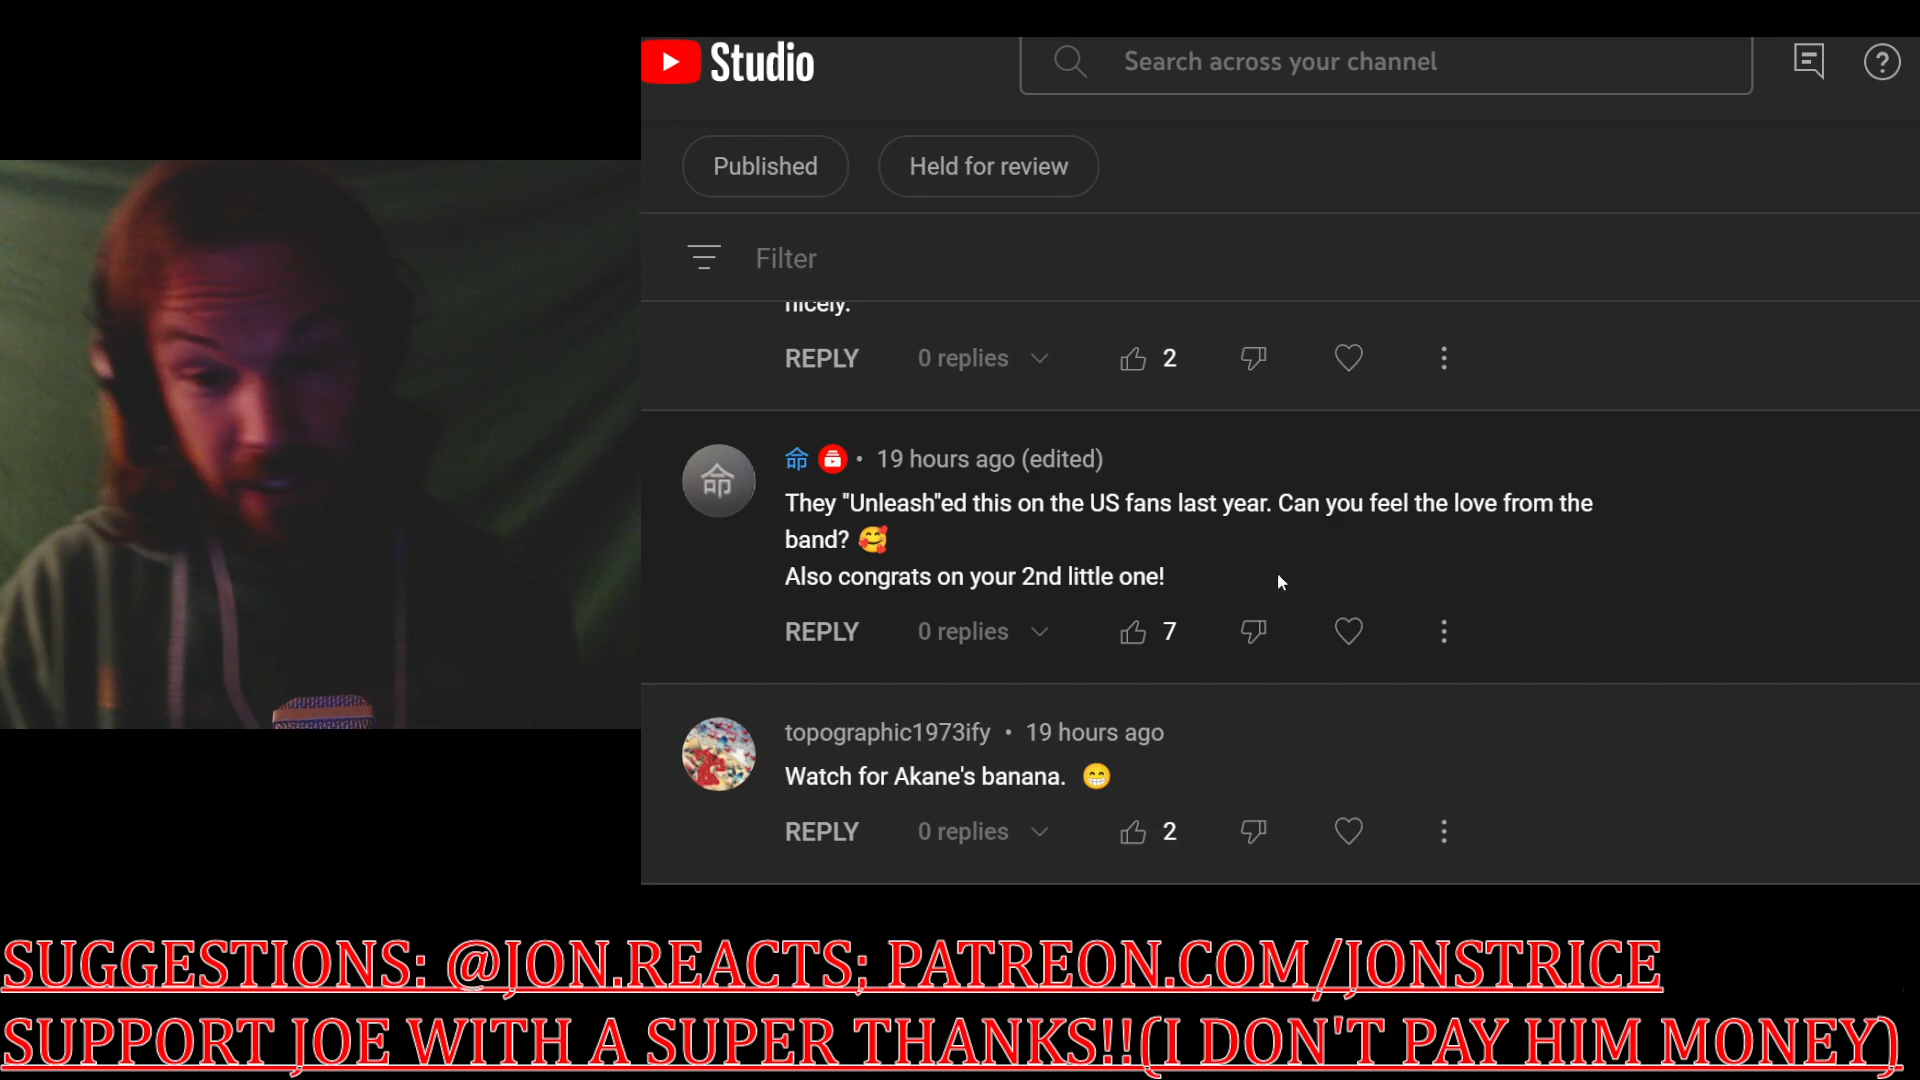 Studio
Search across your channel
Published
Held for review
Filter
nicely.
REPLY 0 replies 2
命
命 • 19 hours ago (edited)
They "Unleash"ed this on the US fans last year. Can you feel the love from the
band? 🥰
Also congrats on your 2nd little one!
REPLY 0 replies 7
topographic1973ify • 19 hours ago
Watch for Akane's banana. 😁
REPLY 0 replies 2
SUGGESTIONS: @JON.REACTS; PATREON.COM/JONSTRICE
SUPPORT JOE WITH A SUPER THANKS!!(I DON'T PAY HIM MONEY)